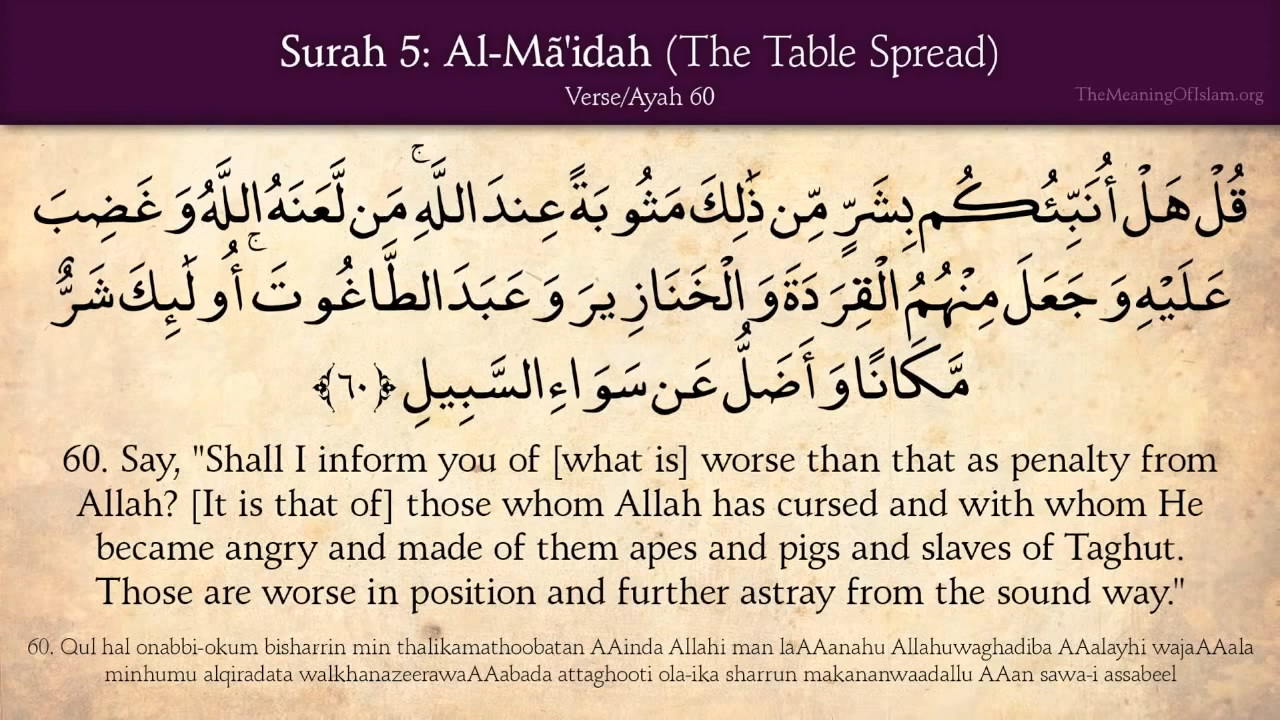 Surah 5: Al-Mã'idah (The Table Spread)
Verse/Ayah 60
TheMeaningOfIslam.org
قُلْ هَلْ أُنَبِّئُكُم بِشَرٍّ مِّن ذَٰلِكَ مَثُوبَةً عِندَ اللَّهِ ۚ مَن لَّعَنَهُ اللَّهُ وَغَضِبَ
عَلَيْهِ وَجَعَلَ مِنْهُمُ الْقِرَدَةَ وَالْخَنَازِيرَ وَعَبَدَ الطَّاغُوتَ ۚ أُولَٰئِكَ شَرٌّ
مَّكَانًا وَأَضَلُّ عَن سَوَاءِ السَّبِيلِ ﴿٦٠﴾
60. Say, "Shall I inform you of [what is] worse than that as penalty from
Allah? [It is that of] those whom Allah has cursed and with whom He
became angry and made of them apes and pigs and slaves of Taghut.
Those are worse in position and further astray from the sound way."
60. Qul hal onabbi-okum bisharrin min thalikamathoobatan AAinda Allahi man laAAanahu Allahuwaghadiba AAalayhi wajaAAala
minhumu alqiradata walkhanazeerawaAAabada attaghooti ola-ika sharrun makananwaadallu AAan sawa-i assabeel